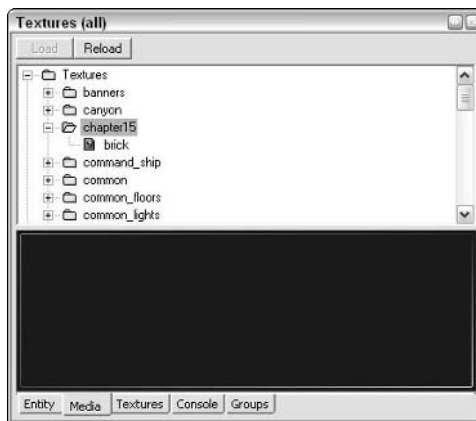 Textures (all)
Load Reload
Textures
banners
canyon
chapter15
brick
command_ship
common
common_floors
common_lights
Entity Media Textures Console Groups